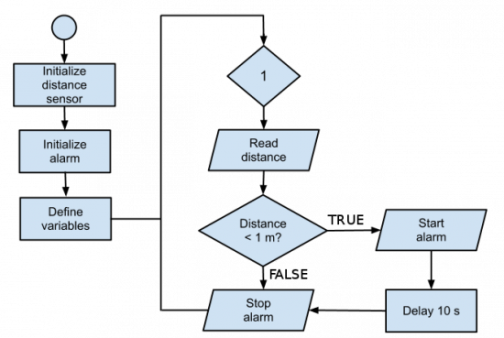 Initialize
distance
sensor
Initialize
alarm
Define
variables
1
Read
distance
Distance
< 1 m?
TRUE
Start
alarm
FALSE
Stop
alarm
Delay 10 s